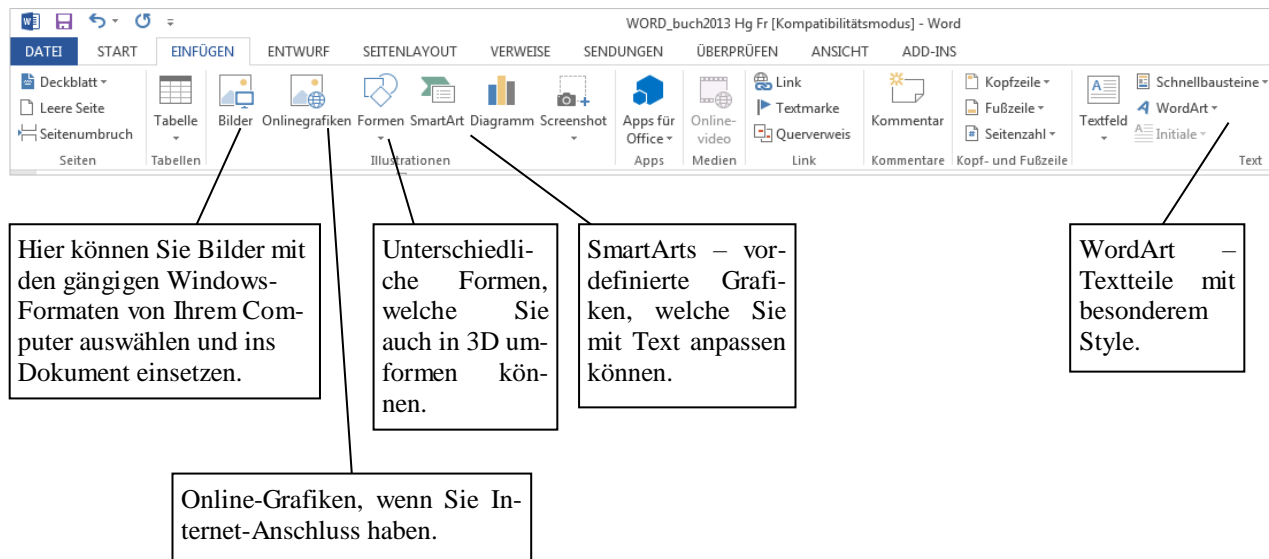 WORD_buch2013 Hg Fr [Kompatibilitätsmodus] - Word
DATEI START EINFÜGEN ENTWURF SEITENLAYOUT VERWEISE SENDUNGEN ÜBERPRÜFEN ANSICHT ADD-INS
Deckblatt
Leere Seite
Seitenumbruch
Seiten
Tabelle
Tabellen
Bilder Onlinegrafiken Formen SmartArt Diagramm Screenshot
Illustrationen
Apps für
Office
Apps
Online-
video
Medien
Link
Textmarke
Querverweis
Link
Kommentar
Kommentare
Kopfzeile
Fußzeile
Seitenzahl
Kopf- und Fußzeile
Textfeld
Schnellbausteine
WordArt
Initiale
Text
Hier können Sie Bilder mit
den gängigen Windows-
Formaten von Ihrem Com-
puter auswählen und ins
Dokument einsetzen.
Unterschiedli-
che Formen,
welche Sie
auch in 3D um-
formen kön-
nen.
SmartArts – vor-
definierte Grafi-
ken, welche Sie
mit Text anpassen
können.
WordArt –
Textteile mit
besonderem
Style.
Online-Grafiken, wenn Sie In-
ternet-Anschluss haben.